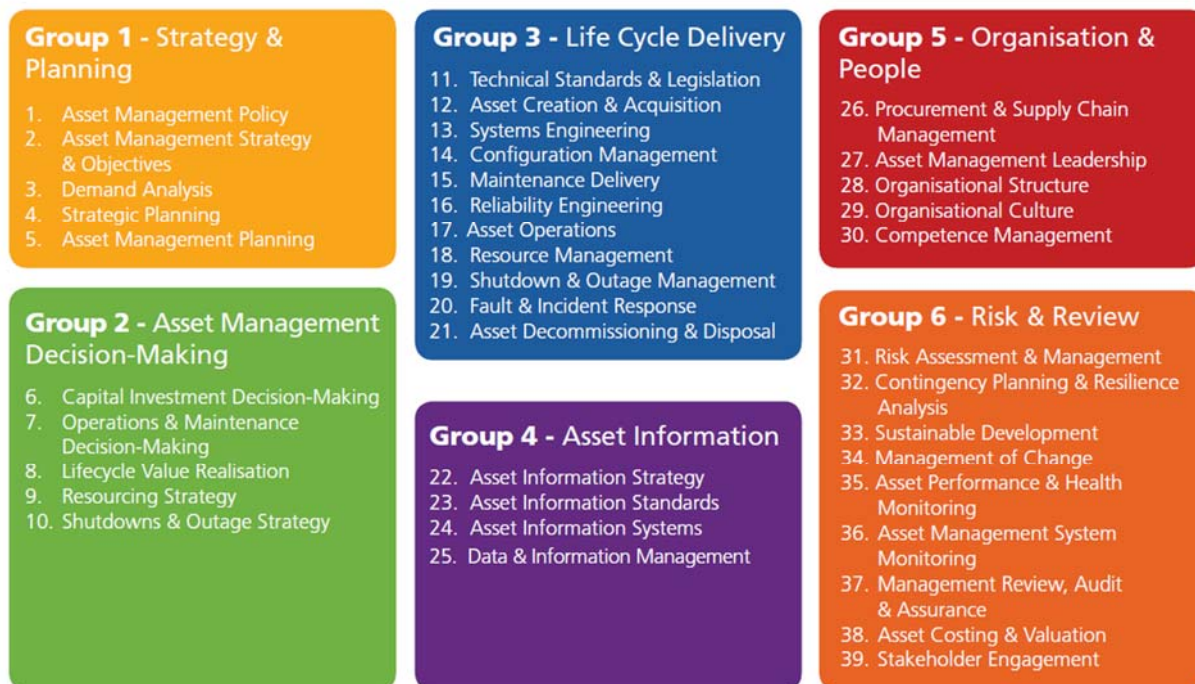 Group 1 - Strategy &
Planning
1. Asset Management Policy
2. Asset Management Strategy
& Objectives
3. Demand Analysis
4. Strategic Planning
5. Asset Management Planning
Group 2 - Asset Management
Decision-Making
6. Capital Investment Decision-Making
7. Operations & Maintenance
Decision-Making
8. Lifecycle Value Realisation
9. Resourcing Strategy
10. Shutdowns & Outage Strategy
Group 3 - Life Cycle Delivery
11. Technical Standards & Legislation
12. Asset Creation & Acquisition
13. Systems Engineering
14. Configuration Management
15. Maintenance Delivery
16. Reliability Engineering
17. Asset Operations
18. Resource Management
19. Shutdown & Outage Management
20. Fault & Incident Response
21. Asset Decommissioning & Disposal
Group 4 - Asset Information
22. Asset Information Strategy
23. Asset Information Standards
24. Asset Information Systems
25. Data & Information Management
Group 5 - Organisation &
People
26. Procurement & Supply Chain
Management
27. Asset Management Leadership
28. Organisational Structure
29. Organisational Culture
30. Competence Management
Group 6 - Risk & Review
31. Risk Assessment & Management
32. Contingency Planning & Resilience
Analysis
33. Sustainable Development
34. Management of Change
35. Asset Performance & Health
Monitoring
36. Asset Management System
Monitoring
37. Management Review, Audit
& Assurance
38. Asset Costing & Valuation
39. Stakeholder Engagement